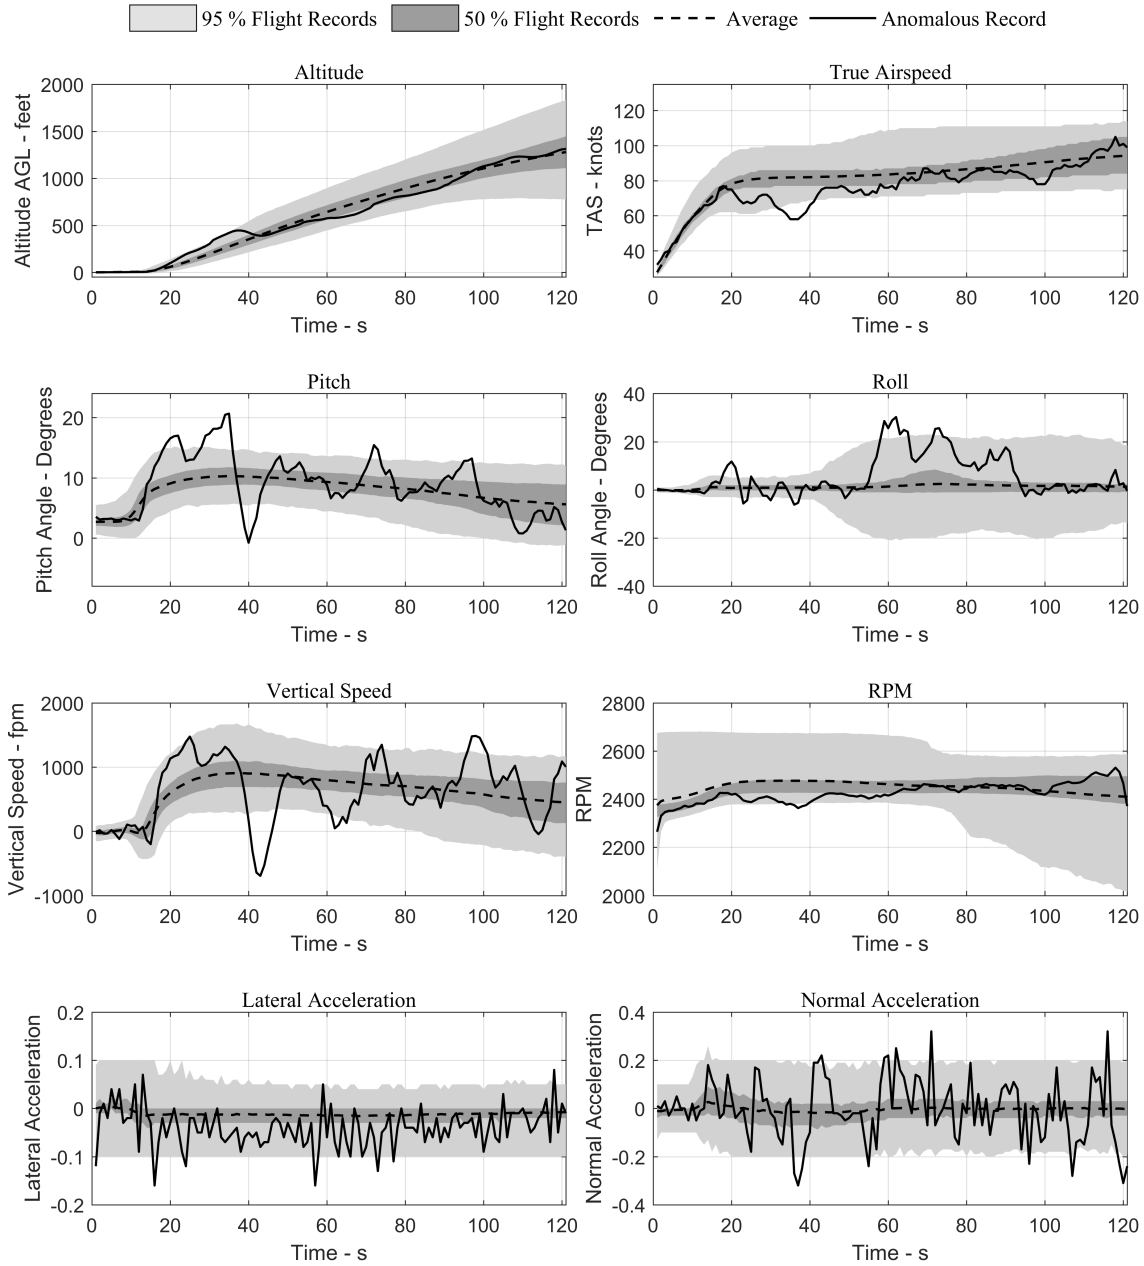 95 % Flight Records 50 % Flight Records Average Anomalous Record
Altitude
2000
1500
1000
500
0
Altitude AGL - feet
0 20 40 60 80 100 120
Time - s
True Airspeed
120
100
80
60
40
TAS - knots
0 20 40 60 80 100 120
Time - s
Pitch
20
10
0
Pitch Angle - Degrees
0 20 40 60 80 100 120
Time - s
Roll
40
20
0
-20
-40
Roll Angle - Degrees
0 20 40 60 80 100 120
Time - s
Vertical Speed
2000
1000
0
-1000
Vertical Speed - fpm
0 20 40 60 80 100 120
Time - s
RPM
2800
2600
2400
2200
2000
RPM
0 20 40 60 80 100 120
Time - s
Lateral Acceleration
0.2
0.1
0
-0.1
-0.2
Lateral Acceleration
0 20 40 60 80 100 120
Time - s
Normal Acceleration
0.4
0.2
0
-0.2
-0.4
Normal Acceleration
0 20 40 60 80 100 120
Time - s